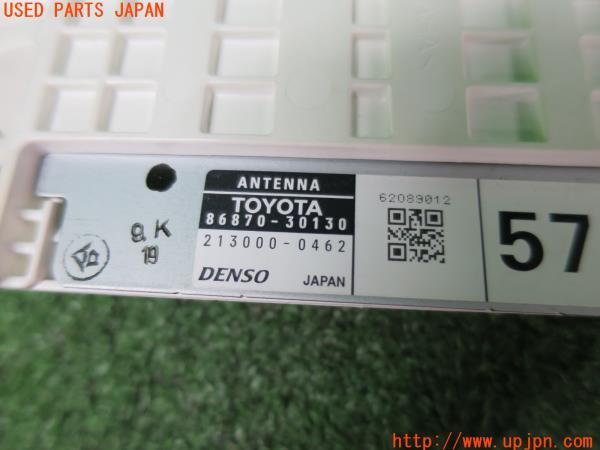 USED PARTS JAPAN
ANTENNA
TOYOTA
86870-30130
213000-0462
DENSO JAPAN
62089012
57
9 K
19
http://www.upjpn.com/